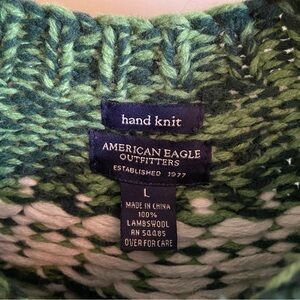 hand knit
AMERICAN EAGLE
OUTFITTERS
ESTABLISHED 1977
L
MADE IN CHINA
100%
LAMBSWOOL
RN 54485
OVER FOR CARE